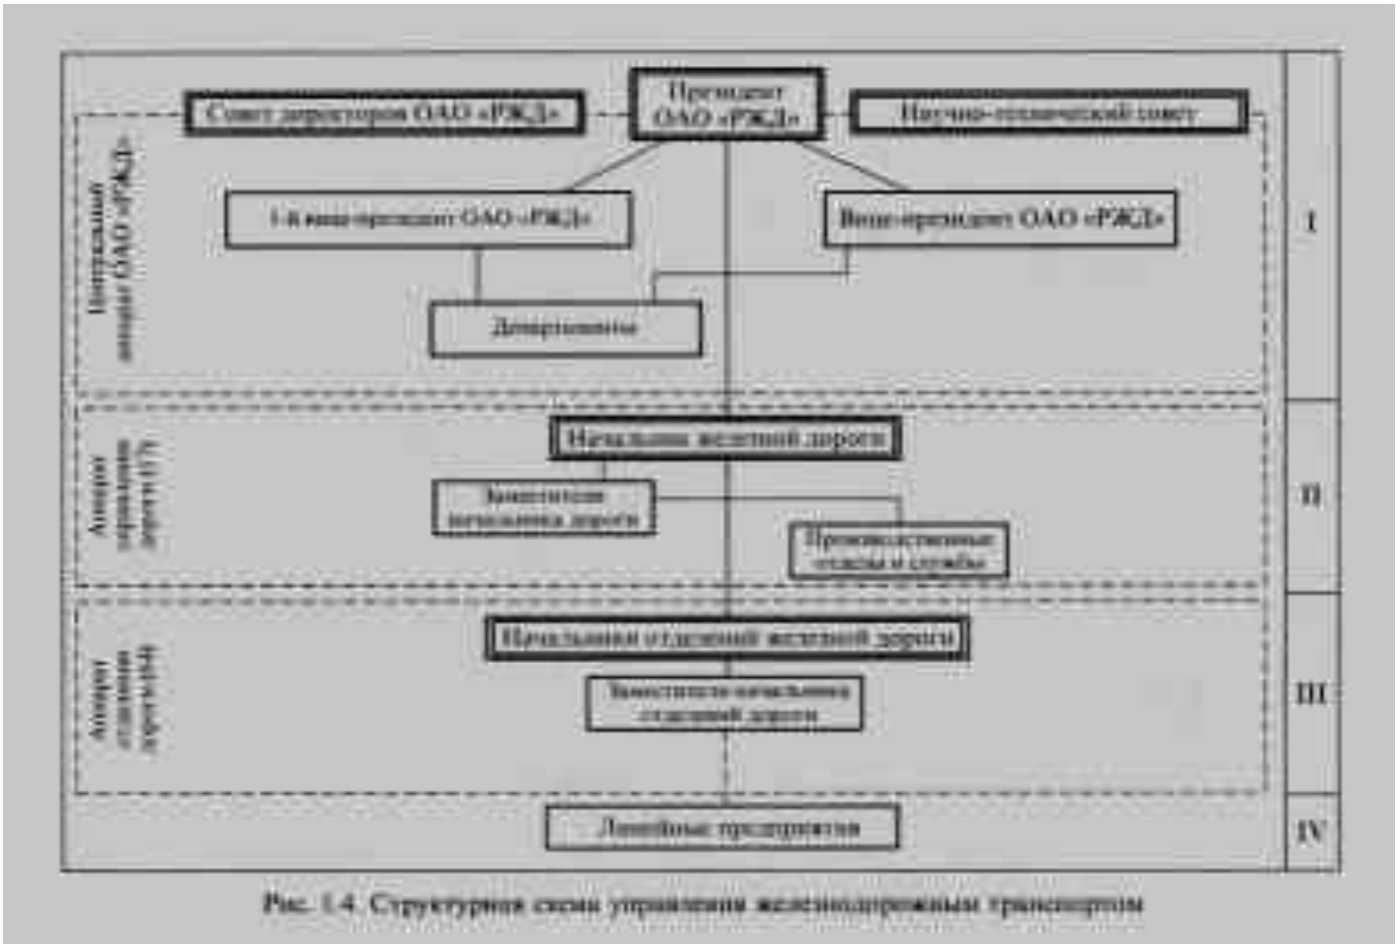 Президент
ОАО «РЖД»
Совет директоров ОАО «РЖД»
Научно-технический совет
1-й вице-президент ОАО «РЖД»
Вице-президент ОАО «РЖД»
Департаменты
Центральный
аппарат ОАО «РЖД»
I
Начальник железной дороги
Заместители
начальника дороги
Производственные
отделы и службы
Аппарат
управления
дороги (17)
II
Начальники отделений железной дороги
Заместители начальника
отделений дороги
Аппарат
отделения
дороги
III
Линейные предприятия
IV
Рис. 1.4. Структурная схема управления железнодорожным транспортом